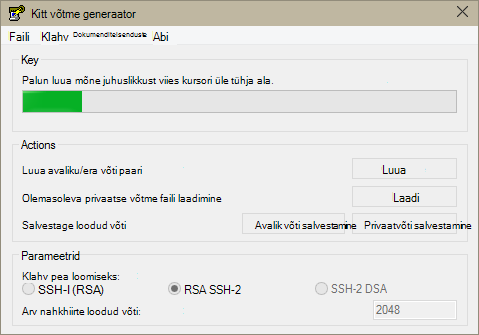 Kitt võtme generaator
Faili Klahv Dokumenditeisenduste Abi
Key
Palun luua mõne juhuslikkust viies kursori üle tühja ala.
Actions
Luua avaliku/era võti paari Luua
Olemasoleva privaatse võtme faili laadimine Laadi
Salvestage loodud võti Avalik võti salvestamine Privaatvõti salvestamine
Parameetrid
Klahv pea loomiseks:
SSH-I (RSA) RSA SSH-2 SSH-2 DSA
Arv nahkhiirte loodud võti: 2048